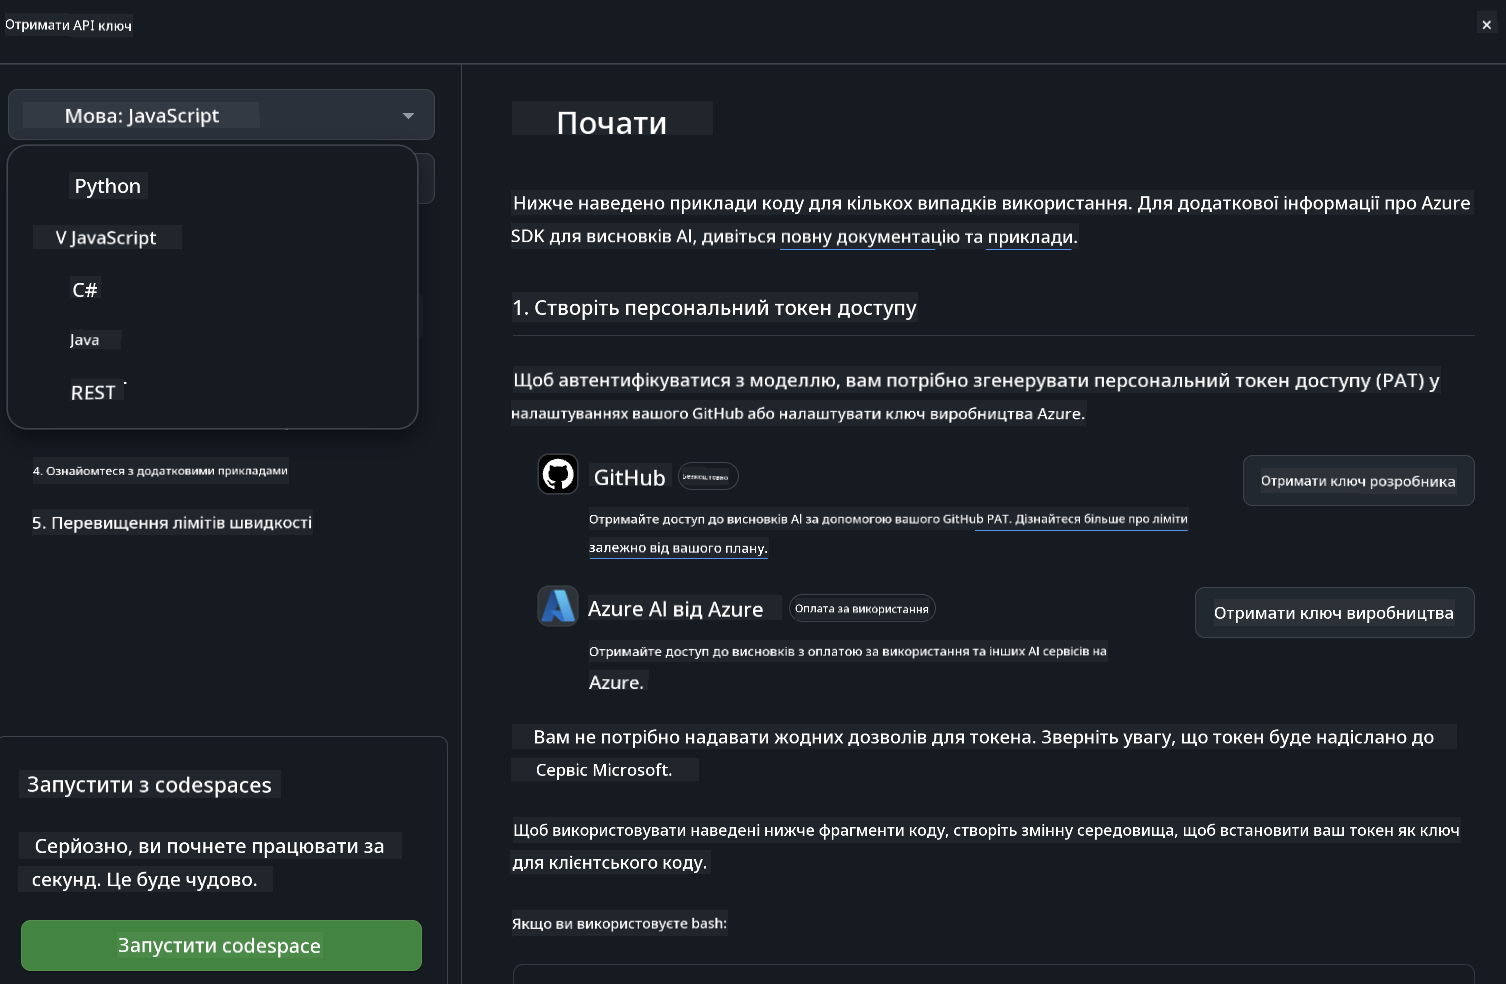 Отримати API ключ
×
Мова: JavaScript
Python
V JavaScript
C#
Java
REST
4. Ознайомтеся з додатковими прикладами
5. Перевищення лімітів швидкості
Запустити з codespaces
Серйозно, ви почнете працювати за
секунд. Це буде чудово.
Запустити codespace
Почати
Нижче наведено приклади коду для кількох випадків використання. Для додаткової інформації про Azure
SDK для висновків AI, дивіться повну документацію та приклади.
1. Створіть персональний токен доступу
Щоб автентифікуватися з моделлю, вам потрібно згенерувати персональний токен доступу (PAT) у
налаштуваннях вашого GitHub або налаштувати ключ виробництва Azure.
GitHub
Отримати ключ розробника
Отримайте доступ до висновків AI за допомогою вашого GitHub PAT. Дізнайтеся більше про ліміти
залежно від вашого плану.
Azure AI від Azure Оплата за використання
Отримати ключ виробництва
Отримайте доступ до висновків з оплатою за використання та інших AI сервісів на
Azure.
Вам не потрібно надавати жодних дозволів для токена. Зверніть увагу, що токен буде надіслано до
Сервіс Microsoft.
Щоб використовувати наведені нижче фрагменти коду, створіть змінну середовища, щоб встановити ваш токен як ключ
для клієнтського коду.
Якщо ви використовуєте bash: